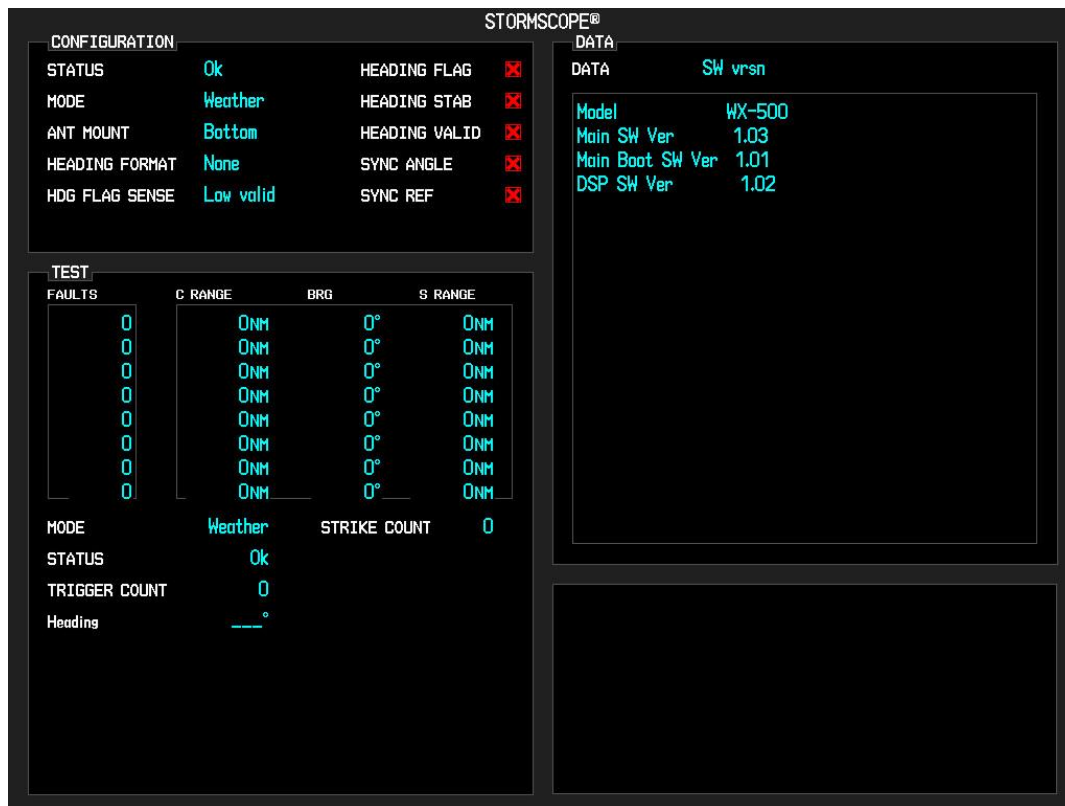 STORMSCOPE®
CONFIGURATION
STATUS Ok HEADING FLAG
MODE Weather HEADING STAB
ANT MOUNT Bottom HEADING VALID
HEADING FORMAT None SYNC ANGLE
HDG FLAG SENSE Low valid SYNC REF
TEST
FAULTS C RANGE BRG S RANGE
0 0NM 0° 0NM
0 0NM 0° 0NM
0 0NM 0° 0NM
0 0NM 0° 0NM
0 0NM 0° 0NM
0 0NM 0° 0NM
0 0NM 0° 0NM
0 0NM 0° 0NM
MODE Weather STRIKE COUNT 0
STATUS Ok
TRIGGER COUNT 0
Heading ___°
DATA
DATA SW vrsn
Model WX-500
Main SW Ver 1.03
Main Boot SW Ver 1.01
DSP SW Ver 1.02